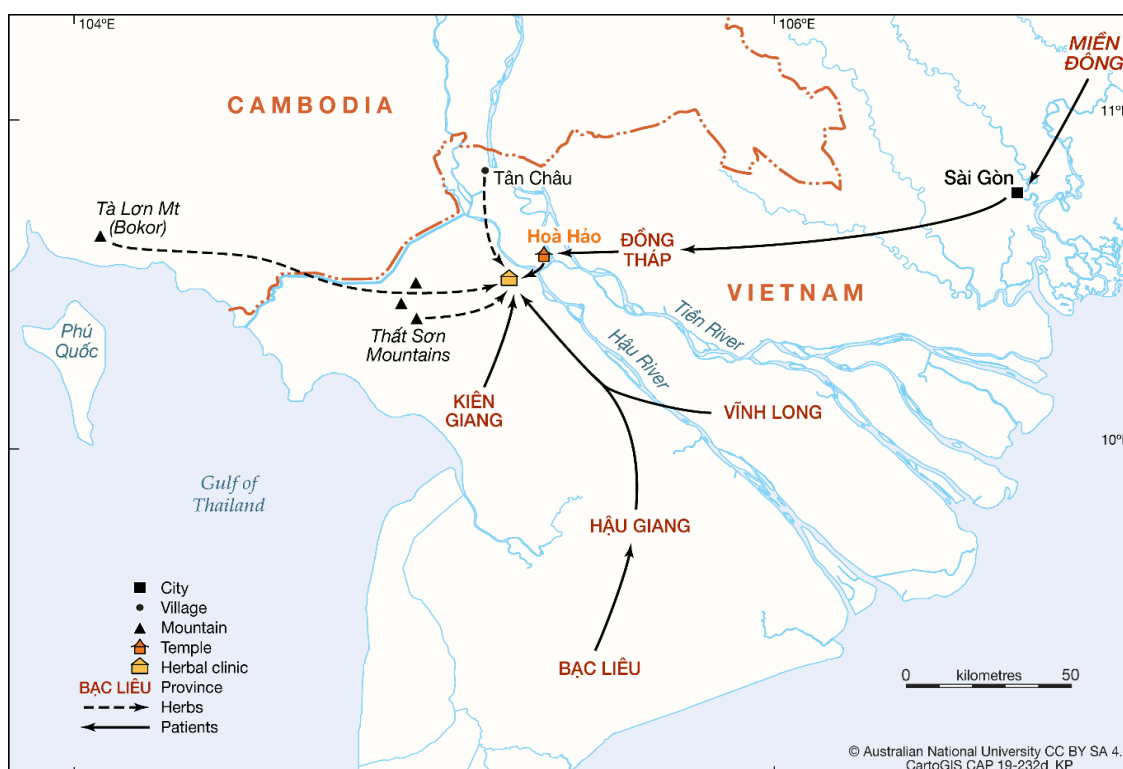 104ºE
106ºE
MIỀN
ĐÔNG
11º
CAMBODIA
Tân Châu
Sài Gòn
Tà Lơn Mt
(Bokor)
Hoà Hảo
ĐỒNG
THÁP
VIETNAM
Phú
Quốc
Thất Sơn
Mountains
Tiền River
Hậu River
KIÊN
GIANG
VĨNH LONG
10º
Gulf of
Thailand
HẬU GIANG
BẠC LIÊU
City
Village
Mountain
Temple
Herbal clinic
BẠC LIÊU Province
Herbs
Patients
0 kilometres 50
© Australian National University CC BY SA 4.
CartoGIS CAP 19-232d_KP